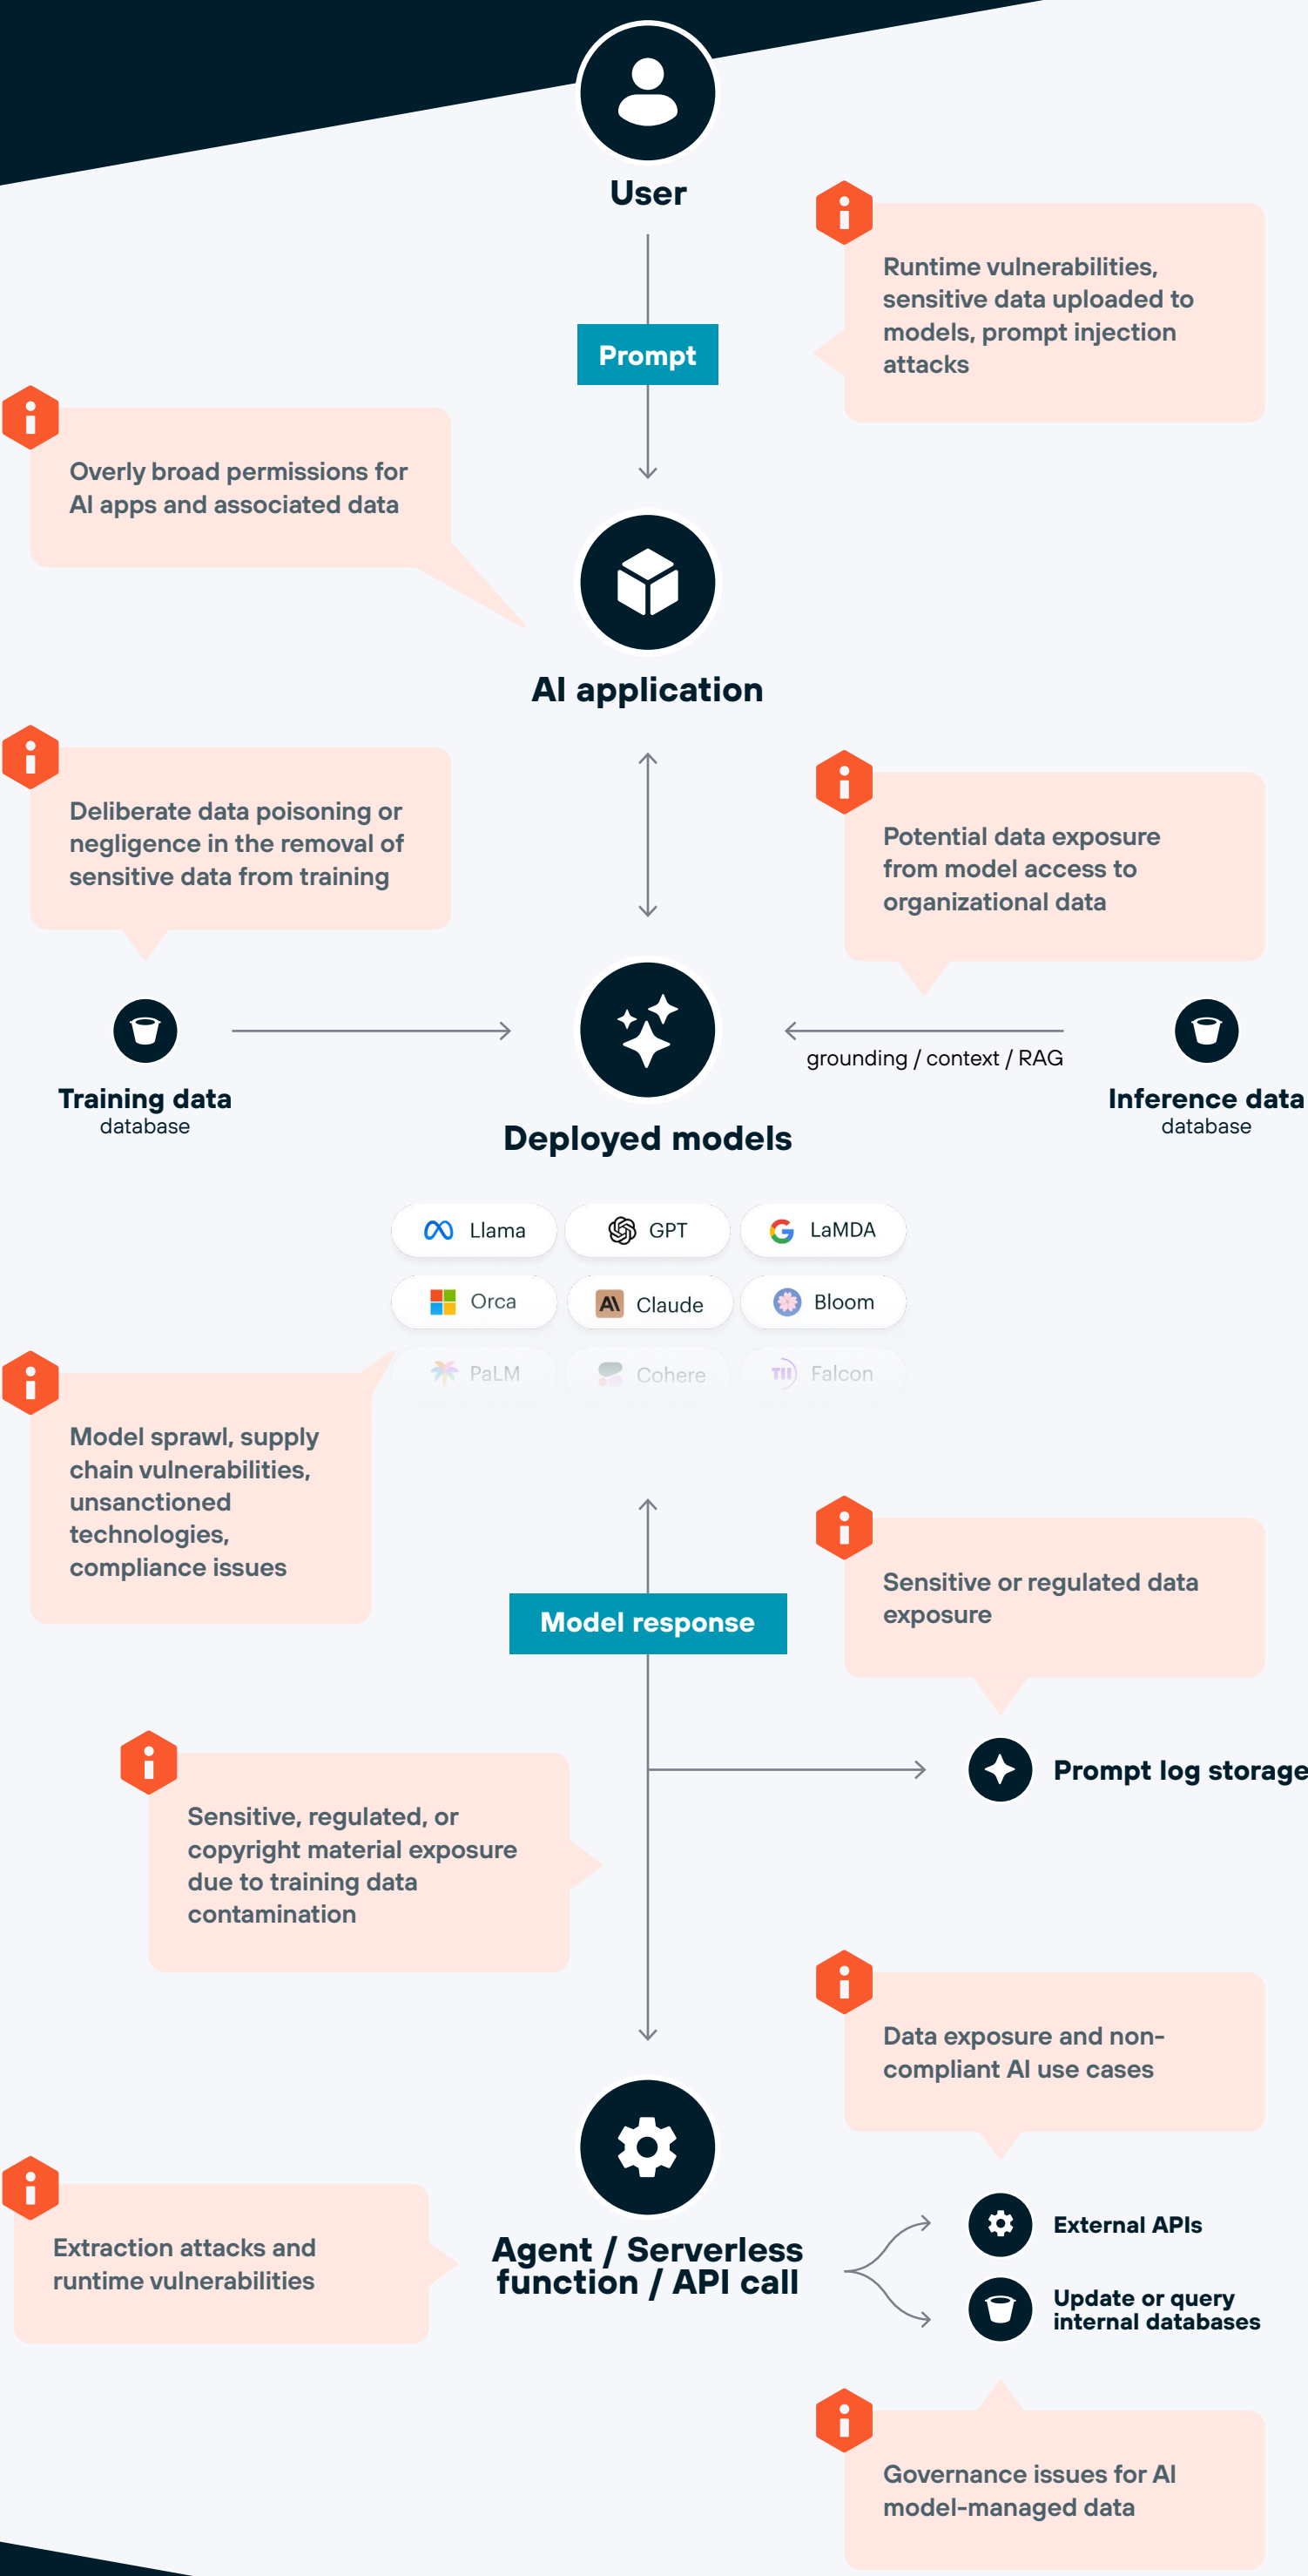 User
Runtime vulnerabilities,
sensitive data uploaded to
models, prompt injection
attacks
Prompt
Overly broad permissions for
AI apps and associated data
AI application
Deliberate data poisoning or
negligence in the removal of
sensitive data from training
Potential data exposure
from model access to
organizational data
grounding / context / RAG
Training data
database
Inference data
database
Deployed models
Llama
GPT
LaMDA
Orca
Claude
Bloom
PaLM
Cohere
Falcon
Model sprawl, supply
chain vulnerabilities,
unsanctioned
technologies,
compliance issues
Sensitive or regulated data
exposure
Model response
Prompt log storage
Sensitive, regulated, or
copyright material exposure
due to training data
contamination
Data exposure and non-
compliant AI use cases
Extraction attacks and
runtime vulnerabilities
Agent / Serverless
function / API call
External APIs
Update or query
internal databases
Governance issues for AI
model-managed data